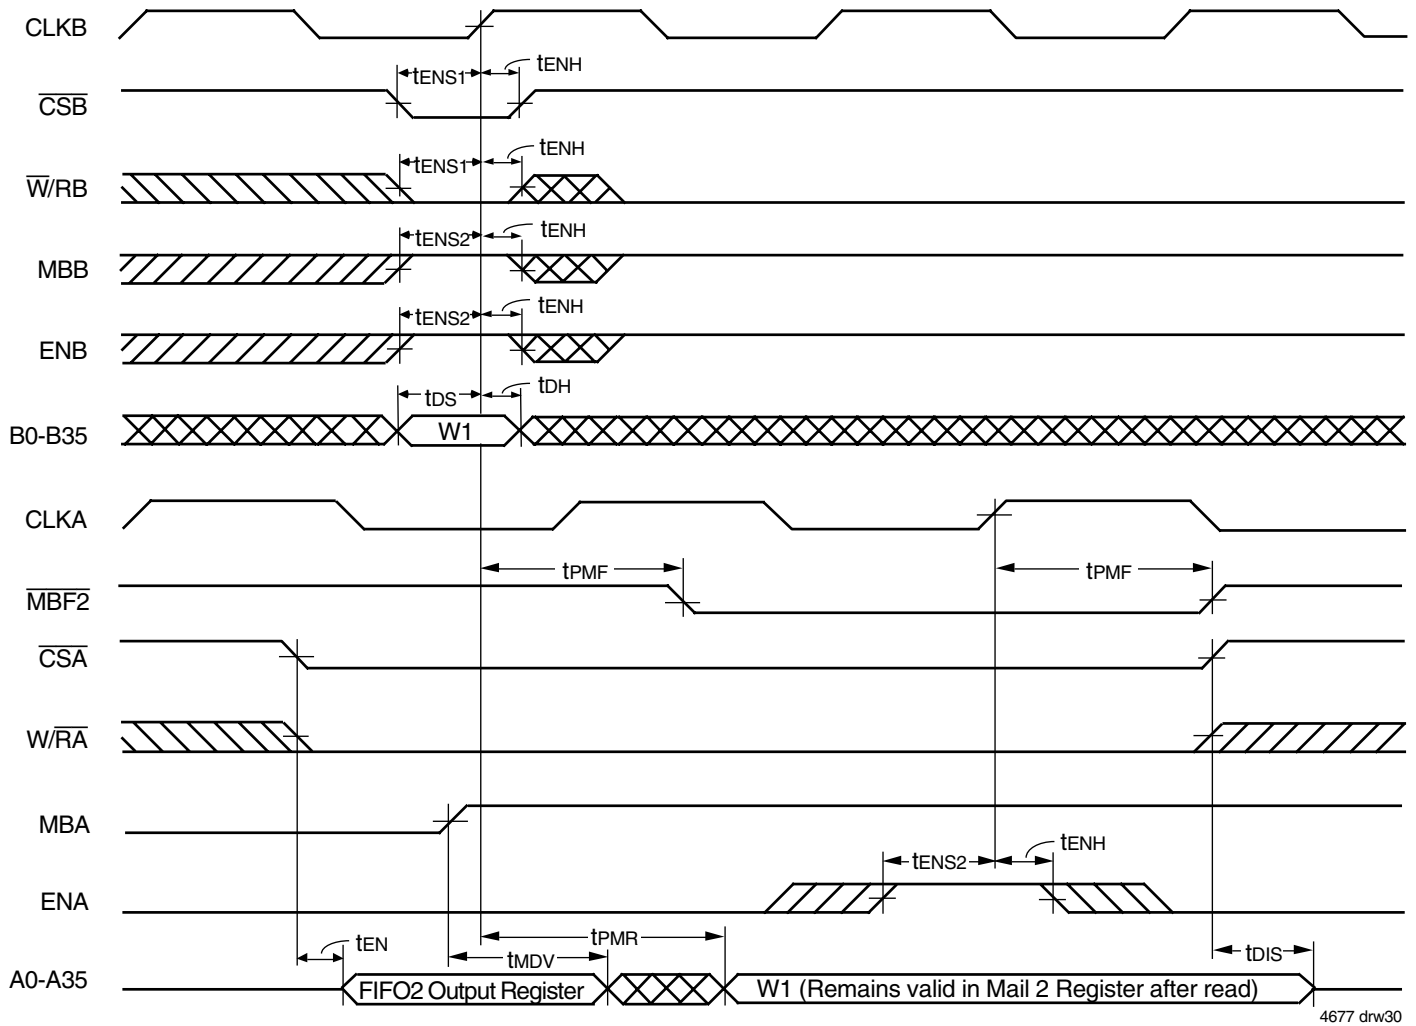 CLKB
tENS1 tENH
CSB
tENS1 tENH
W/RB
tENS2 tENH
MBB
tENS2 tENH
ENB
tDS tDH
B0-B35 W1
CLKA
tPMF tPMF
MBF2
CSA
W/RA
MBA
tENS2 tENH
ENA
tEN tPMR
tMDV tDIS
A0-A35 FIFO2 Output Register W1 (Remains valid in Mail 2 Register after read)
4677 drw30